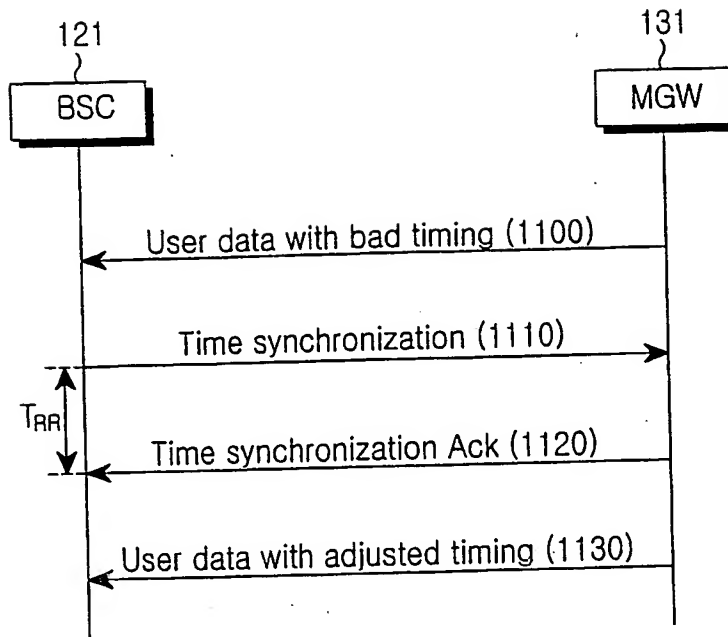 121
131
BSC
MGW
User data with bad timing (1100)
Time synchronization (1110)
TRR
Time synchronization Ack (1120)
User data with adjusted timing (1130)